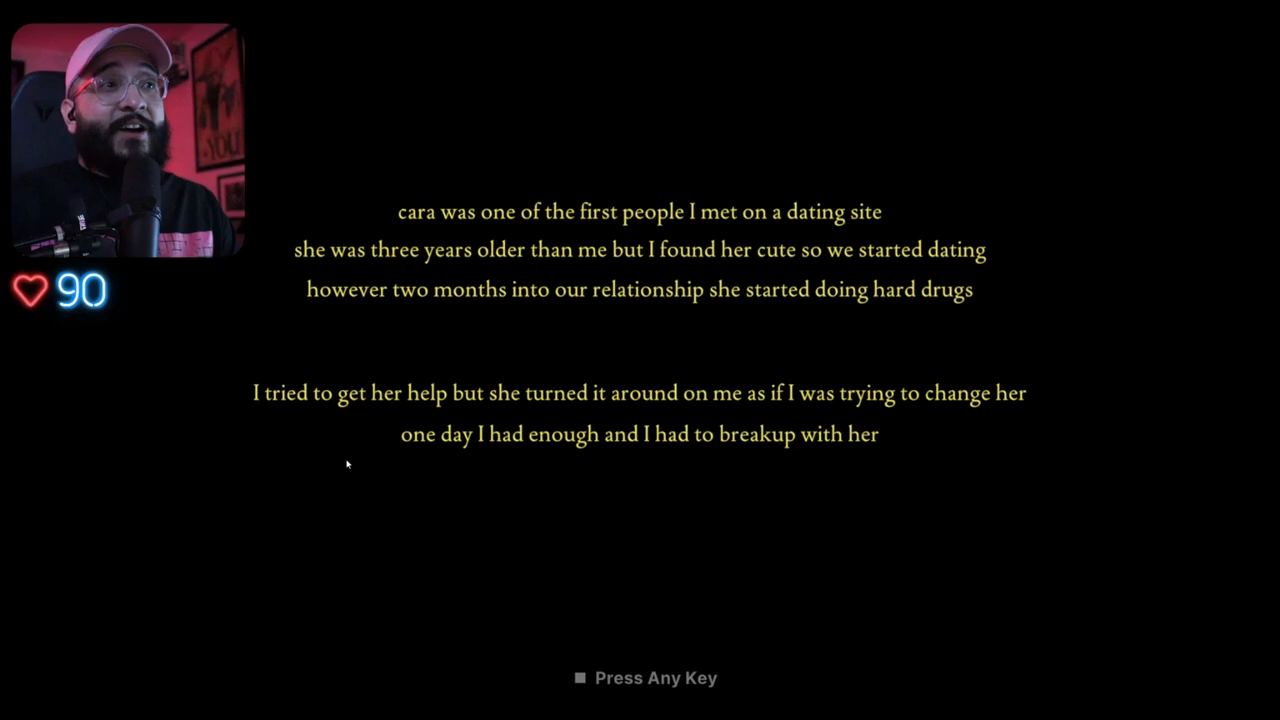 YOU
90
cara was one of the first people I met on a dating site
she was three years older than me but I found her cute so we started dating
however two months into our relationship she started doing hard drugs
I tried to get her help but she turned it around on me as if I was trying to change her
one day I had enough and I had to breakup with her
Press Any Key